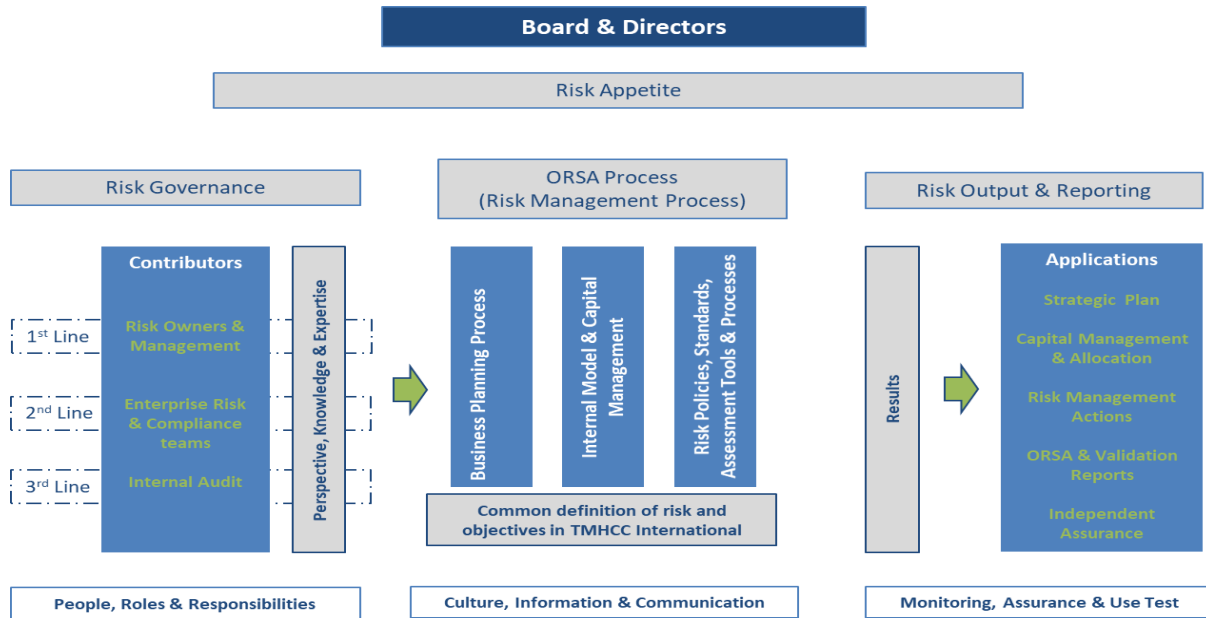 Board & Directors
Risk Appetite
Risk Governance
ORSA Process
(Risk Management Process)
Risk Output & Reporting
Contributors
1st Line
Risk Owners &
Management
2nd Line
Enterprise Risk
& Compliance
teams
3rd Line
Internal Audit
Perspective, Knowledge & Expertise
Business Planning Process
Internal Model & Capital
Management
Risk Policies, Standards,
Assessment Tools & Processes
Common definition of risk and
objectives in TMHCC International
Results
Applications
Strategic Plan
Capital Management
& Allocation
Risk Management
Actions
ORSA & Validation
Reports
Independent
Assurance
People, Roles & Responsibilities
Culture, Information & Communication
Monitoring, Assurance & Use Test